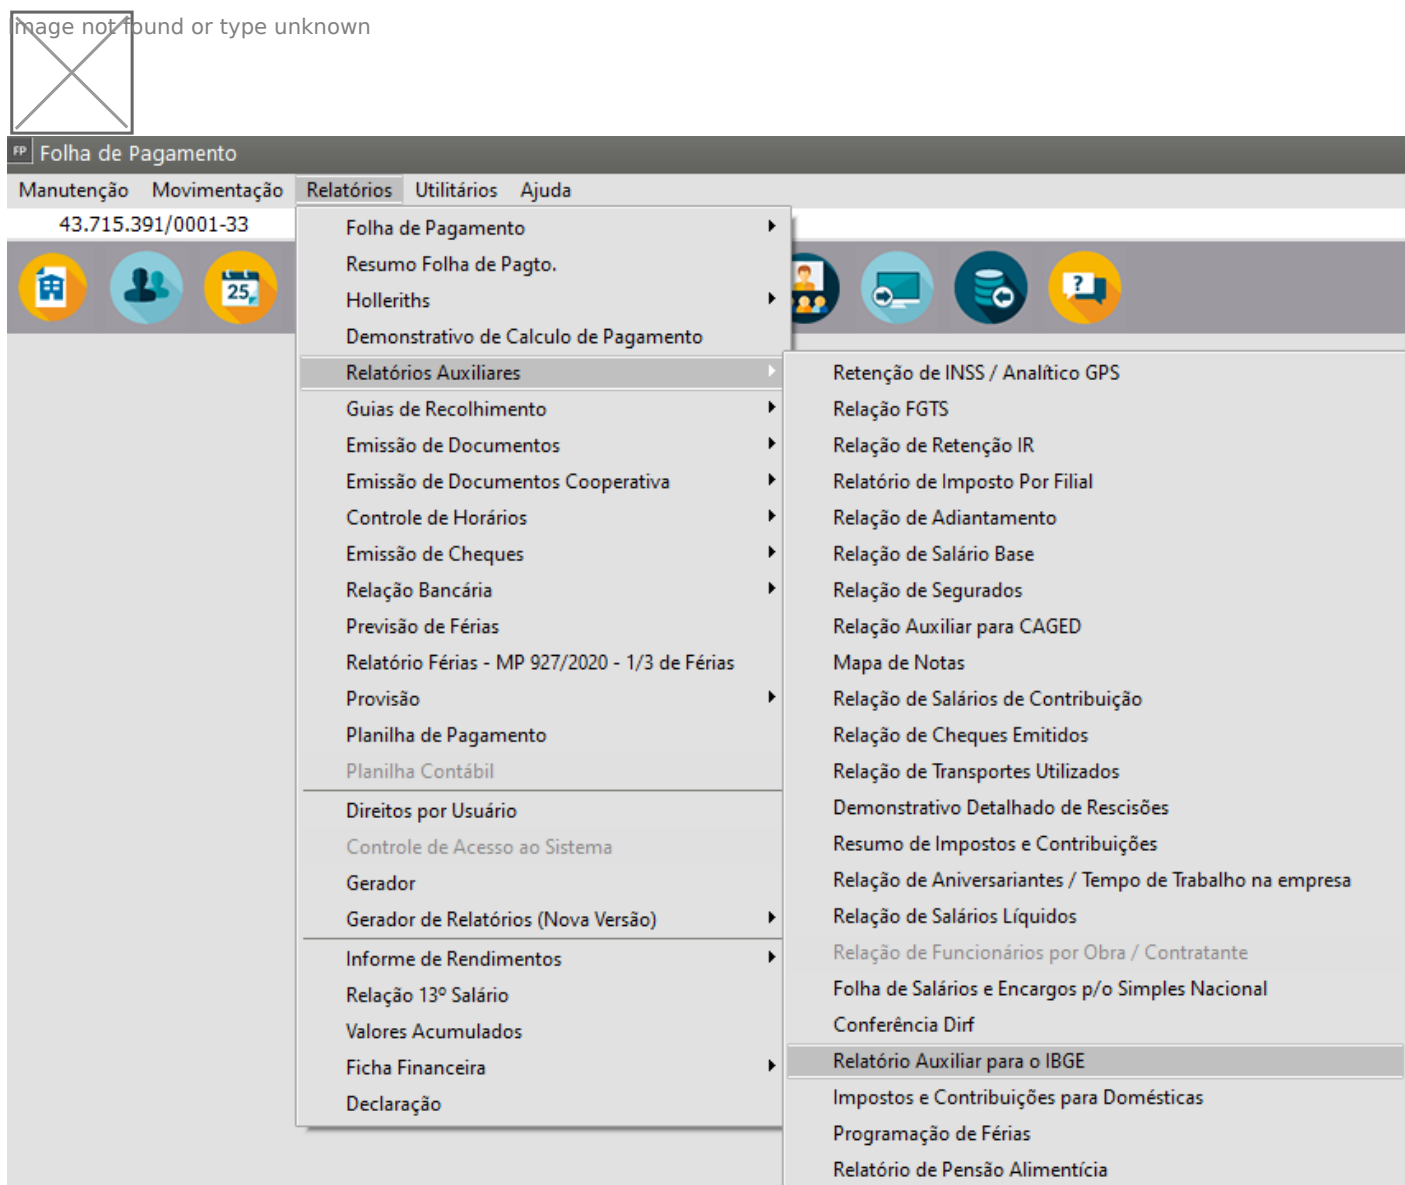 Image not found or type unknown
FP Folha de Pagamento
Manutenção Movimentação Relatórios Utilitários Ajuda
43.715.391/0001-33
25
?
Folha de Pagamento
Resumo Folha de Pagto.
Holleriths
Demonstrativo de Calculo de Pagamento
Relatórios Auxiliares
Guias de Recolhimento
Emissão de Documentos
Emissão de Documentos Cooperativa
Controle de Horários
Emissão de Cheques
Relação Bancária
Previsão de Férias
Relatório Férias - MP 927/2020 - 1/3 de Férias
Provisão
Planilha de Pagamento
Planilha Contábil
Direitos por Usuário
Controle de Acesso ao Sistema
Gerador
Gerador de Relatórios (Nova Versão)
Informe de Rendimentos
Relação 13º Salário
Valores Acumulados
Ficha Financeira
Declaração
Retenção de INSS / Analítico GPS
Relação FGTS
Relação de Retenção IR
Relatório de Imposto Por Filial
Relação de Adiantamento
Relação de Salário Base
Relação de Segurados
Relação Auxiliar para CAGED
Mapa de Notas
Relação de Salários de Contribuição
Relação de Cheques Emitidos
Relação de Transportes Utilizados
Demonstrativo Detalhado de Rescisões
Resumo de Impostos e Contribuições
Relação de Aniversariantes / Tempo de Trabalho na empresa
Relação de Salários Líquidos
Relação de Funcionários por Obra / Contratante
Folha de Salários e Encargos p/o Simples Nacional
Conferência Dirf
Relatório Auxiliar para o IBGE
Impostos e Contribuições para Domésticas
Programação de Férias
Relatório de Pensão Alimentícia